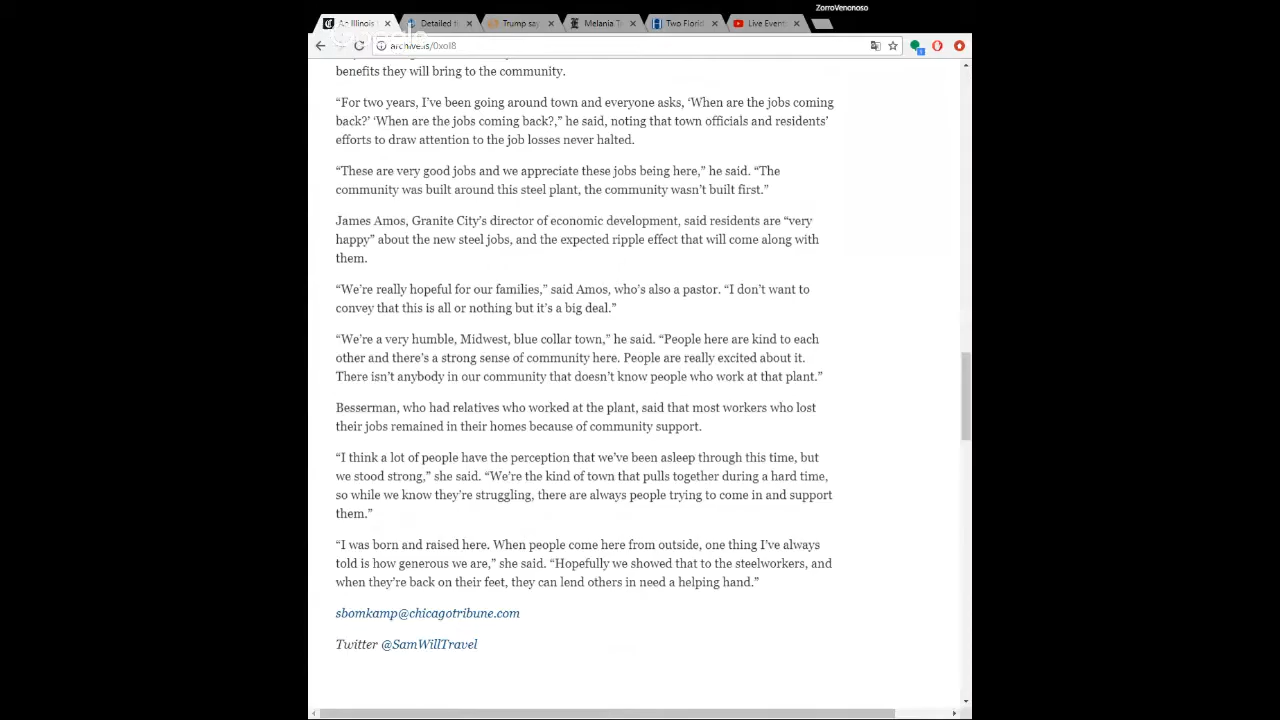 ZorroVenonoso
Detailed
Trump say
Melania T
Two Florid
Live Event
archive.is/0xoll8
benefits they will bring to the community.
“For two years, I’ve been going around town and everyone asks, ‘When are the jobs coming
back?’ ‘When are the jobs coming back?,” he said, noting that town officials and residents’
efforts to draw attention to the job losses never halted.
“These are very good jobs and we appreciate these jobs being here,” he said. “The
community was built around this steel plant, the community wasn’t built first.”
James Amos, Granite City’s director of economic development, said residents are “very
happy” about the new steel jobs, and the expected ripple effect that will come along with
them.
“We’re really hopeful for our families,” said Amos, who’s also a pastor. “I don’t want to
convey that this is all or nothing but it’s a big deal.”
“We’re a very humble, Midwest, blue collar town,” he said. “People here are kind to each
other and there’s a strong sense of community here. People are really excited about it.
There isn’t anybody in our community that doesn’t know people who work at that plant.”
Besserman, who had relatives who worked at the plant, said that most workers who lost
their jobs remained in their homes because of community support.
“I think a lot of people have the perception that we’ve been asleep through this time, but
we stood strong,” she said. “We’re the kind of town that pulls together during a hard time,
so while we know they’re struggling, there are always people trying to come in and support
them.”
“I was born and raised here. When people come here from outside, one thing I’ve always
told is how generous we are,” she said. “Hopefully we showed that to the steelworkers, and
when they’re back on their feet, they can lend others in need a helping hand.”
sbomkamp@chicagotribune.com
Twitter @SamWillTravel